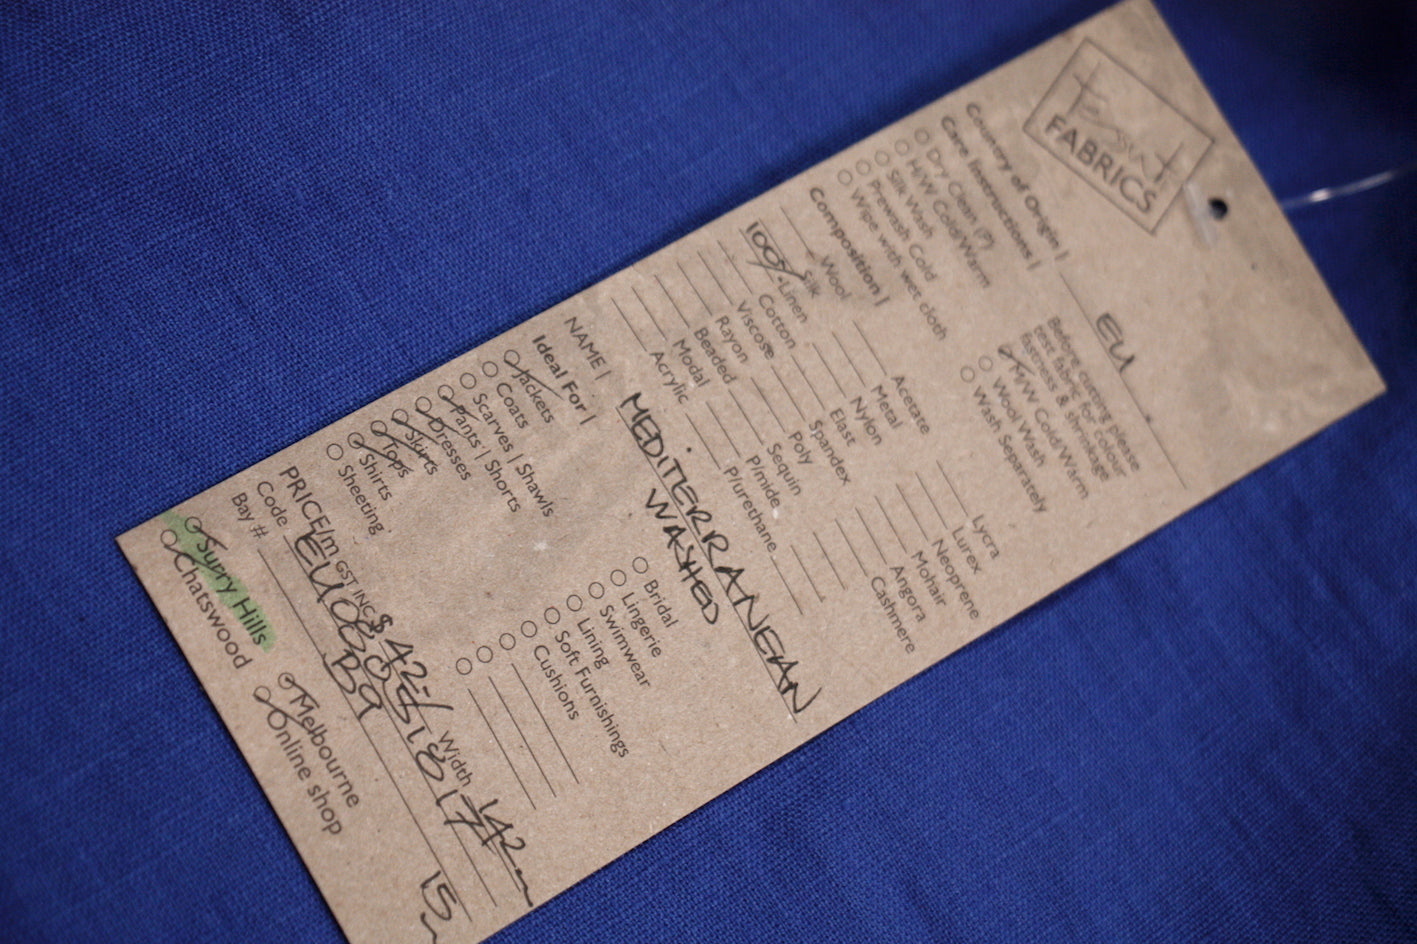 tessuti
FABRICS
Country of Origin | EU
Care Instructions |
Dry Clean (P)
H/W Cold/Warm
Silk Wash
Prewash Cold
Wipe with wet cloth
Before cutting please
test fabric for colour
fastness & shrinkage
M/W Cold/Warm
Wool Wash
Wash Separately
Composition |
Wool
Silk
100% Linen
Cotton
Viscose
Rayon
Beaded
Modal
Acrylic
Acetate
Metal
Nylon
Elast
Spandex
Poly
Sequin
P/mide
P/urethane
Lycra
Lurex
Neoprene
Mohair
Angora
Cashmere
NAME | MEDITERRANEAN
WASHED
Ideal For |
Jackets
Coats
Scarves | Shawls
Pants | Shorts
Dresses
Skirts
Tops
Shirts
Sheeting
Bridal
Lingerie
Swimwear
Lining
Soft Furnishings
Cushions
PRICE/m GST INC $42-/ Width 142
Code
Bay # B9
15
Surry Hills
Chatswood
Melbourne
Online shop